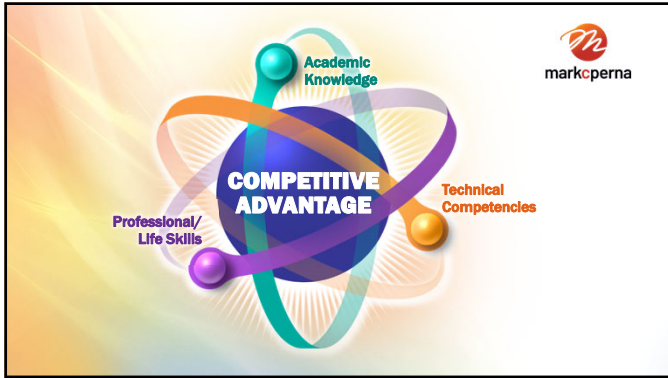 Academic
Knowledge
markcperna
COMPETITIVE
ADVANTAGE
Technical
Competencies
Professional/
Life Skills